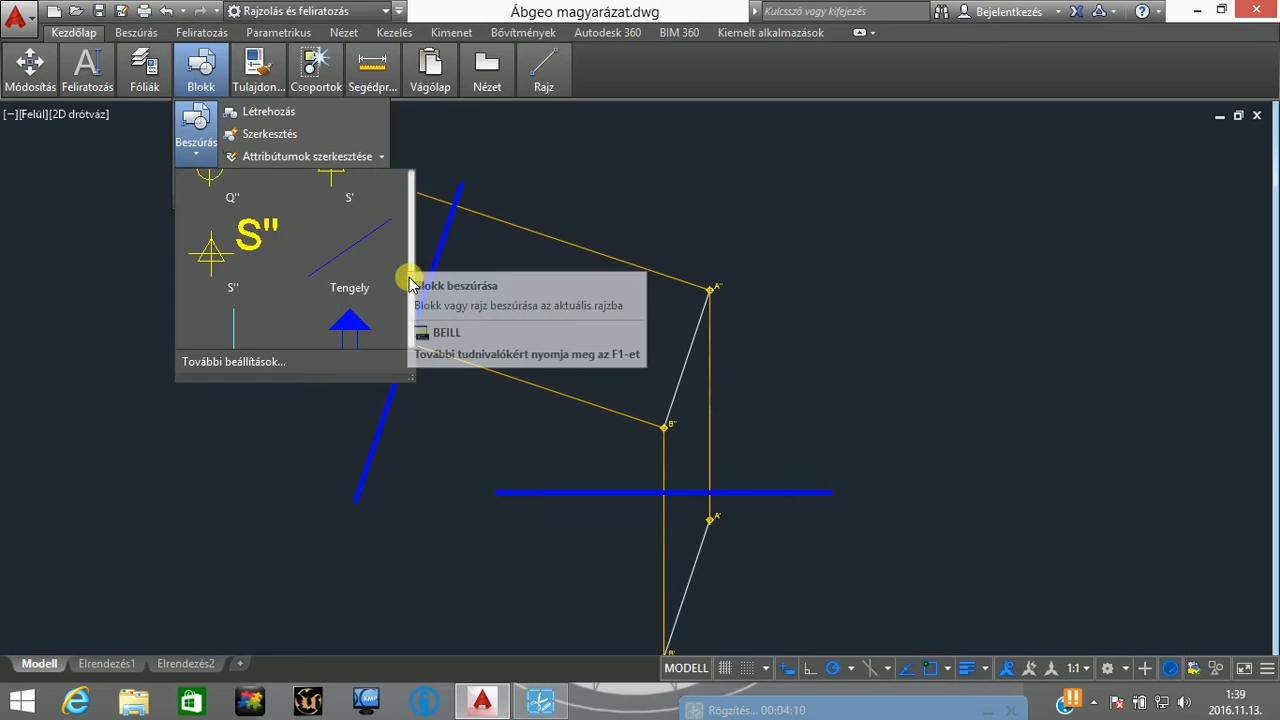 Rajzolás és feliratozás
Ábgeo magyarázat.dwg
Kulcsszó vagy kifejezés
Bejelentkezés
Kezdőlap
Beszúrás
Feliratozás
Parametrikus
Nézet
Kezelés
Kimenet
Bővítmények
Autodesk 360
BIM 360
Kiemelt alkalmazások
Módosítás
Feliratozás
Fóliák
Blokk
Tulajdon...
Csoportok
Segédpr...
Vágólap
Nézet
Rajz
[−][Felül][2D drótváz]
Beszúrás
Létrehozás
Szerkesztés
Attribútumok szerkesztése
Q''
S'
S"
S''
Tengely
További beállítások...
Blokk beszúrása
Blokk vagy rajz beszúrása az aktuális rajzba
BEILL
További tudnivalókért nyomja meg az F1-et
A''
B''
A'
B'
Modell
Elrendezés1
Elrendezés2
+
MODELL
1:1
KMP
Rögzítés... 00:04:10
1:39
2016.11.13.